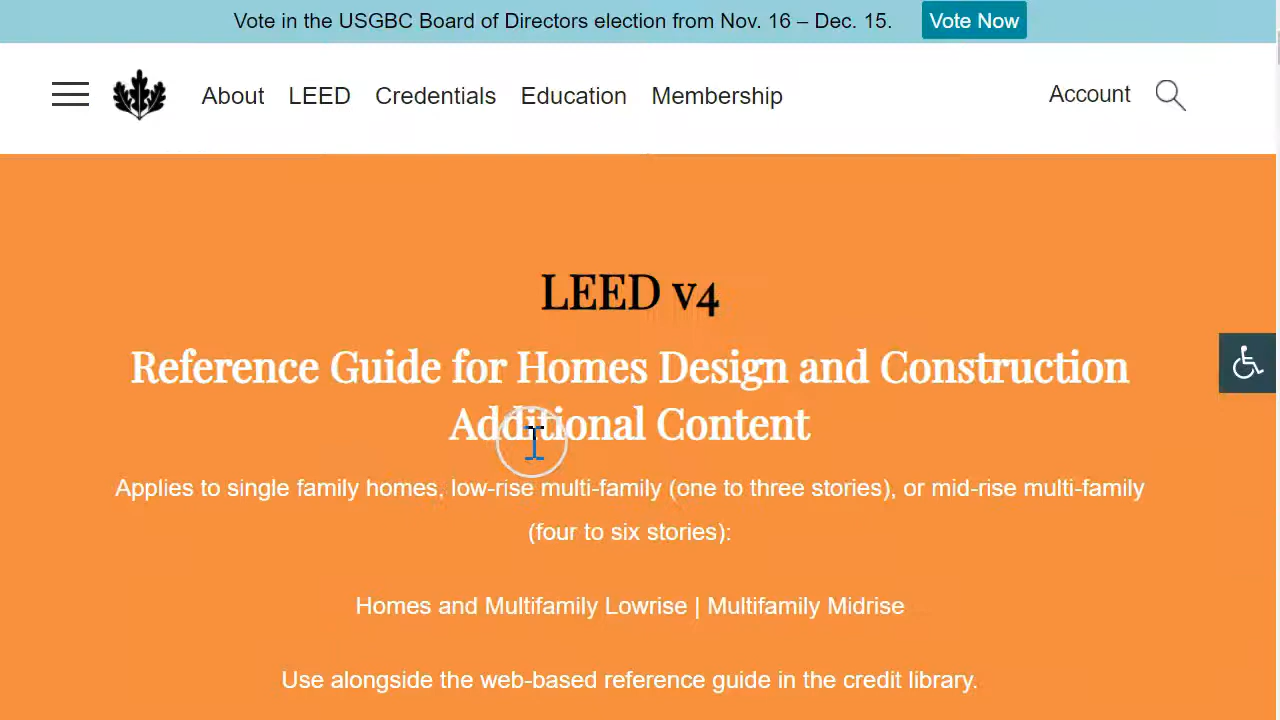 Vote in the USGBC Board of Directors election from Nov. 16 – Dec. 15. Vote Now
About LEED Credentials Education Membership Account
LEED v4
Reference Guide for Homes Design and Construction
Additional Content
Applies to single family homes, low-rise multi-family (one to three stories), or mid-rise multi-family
(four to six stories):
Homes and Multifamily Lowrise | Multifamily Midrise
Use alongside the web-based reference guide in the credit library.